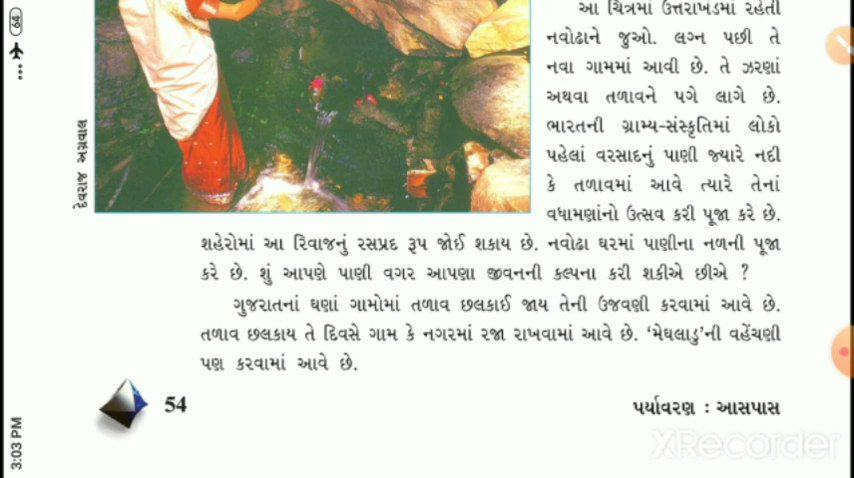 64
3:03 PM
દેવરાજ અગ્રવાલ
આ ચિત્રમાં ઉત્તરાખંડમાં રહેતી
નવોઢાને જુઓ. લગ્ન પછી તે
નવા ગામમાં આવી છે. તે ઝરણાં
અથવા તળાવને પગે લાગે છે.
ભારતની ગ્રામ્ય-સંસ્કૃતિમાં લોકો
પહેલાં વરસાદનું પાણી જ્યારે નદી
કે તળાવમાં આવે ત્યારે તેનાં
વધામણાંનો ઉત્સવ કરી પૂજા કરે છે.
શહેરોમાં આ રિવાજનું રસપ્રદ રૂપ જોઈ શકાય છે. નવોઢા ઘરમાં પાણીના નળની પૂજા
કરે છે. શું આપણે પાણી વગર આપણા જીવનની કલ્પના કરી શકીએ છીએ ?
ગુજરાતનાં ઘણાં ગામોમાં તળાવ છલકાઈ જાય તેની ઉજવણી કરવામાં આવે છે.
તળાવ છલકાય તે દિવસે ગામ કે નગરમાં રજા રાખવામાં આવે છે. ‘મેઘલાડુ’ની વહેંચણી
પણ કરવામાં આવે છે.
54
પર્યાવરણ : આસપાસ
XRecorder